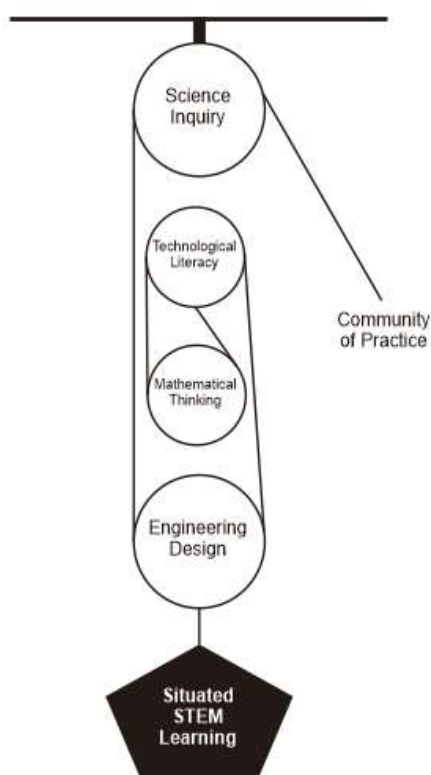 Science
Inquiry
Technological
Literacy
Community
of Practice
Mathematical
Thinking
Engineering
Design
Situated
STEM
Learning